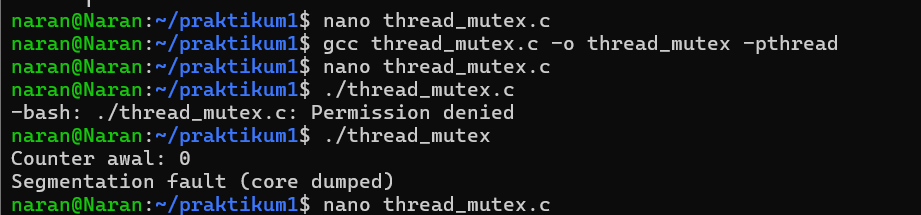 naran@Naran:~/praktikum1$ nano thread_mutex.c
naran@Naran:~/praktikum1$ gcc thread_mutex.c -o thread_mutex -pthread
naran@Naran:~/praktikum1$ nano thread_mutex.c
naran@Naran:~/praktikum1$ ./thread_mutex.c
-bash: ./thread_mutex.c: Permission denied
naran@Naran:~/praktikum1$ ./thread_mutex
Counter awal: 0
Segmentation fault (core dumped)
naran@Naran:~/praktikum1$ nano thread_mutex.c